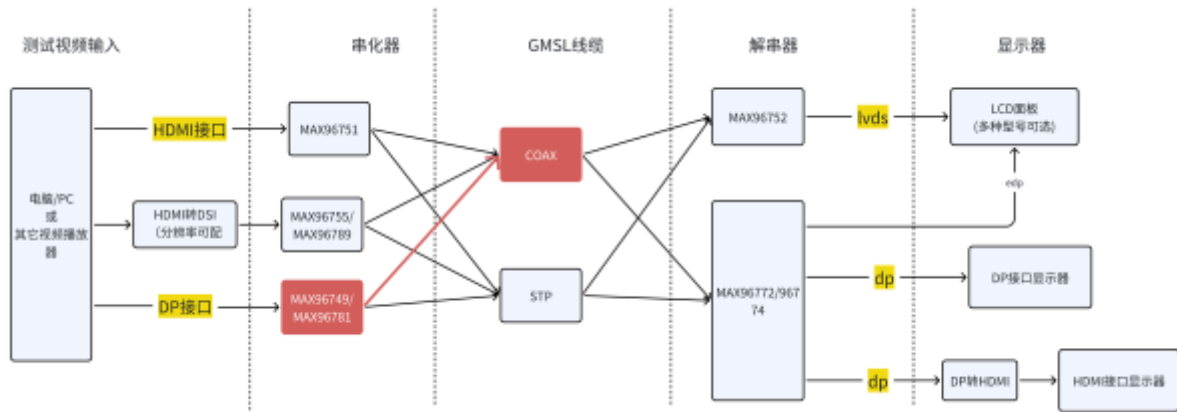 测试视频输入
串化器
GMSL线缆
解串器
显示器
电脑/PC
或
其它视频播放
器
HDMI接口
HDMI转DSI
（分辨率可配
DP接口
MAX96751
MAX96755/
MAX96789
MAX96749/
MAX96781
COAX
STP
MAX96752
MAX96772/967
74
lvds
edp
dp
dp
LCD面板
(多种型号可选)
DP接口显示器
DP转HDMI
HDMI接口显示器